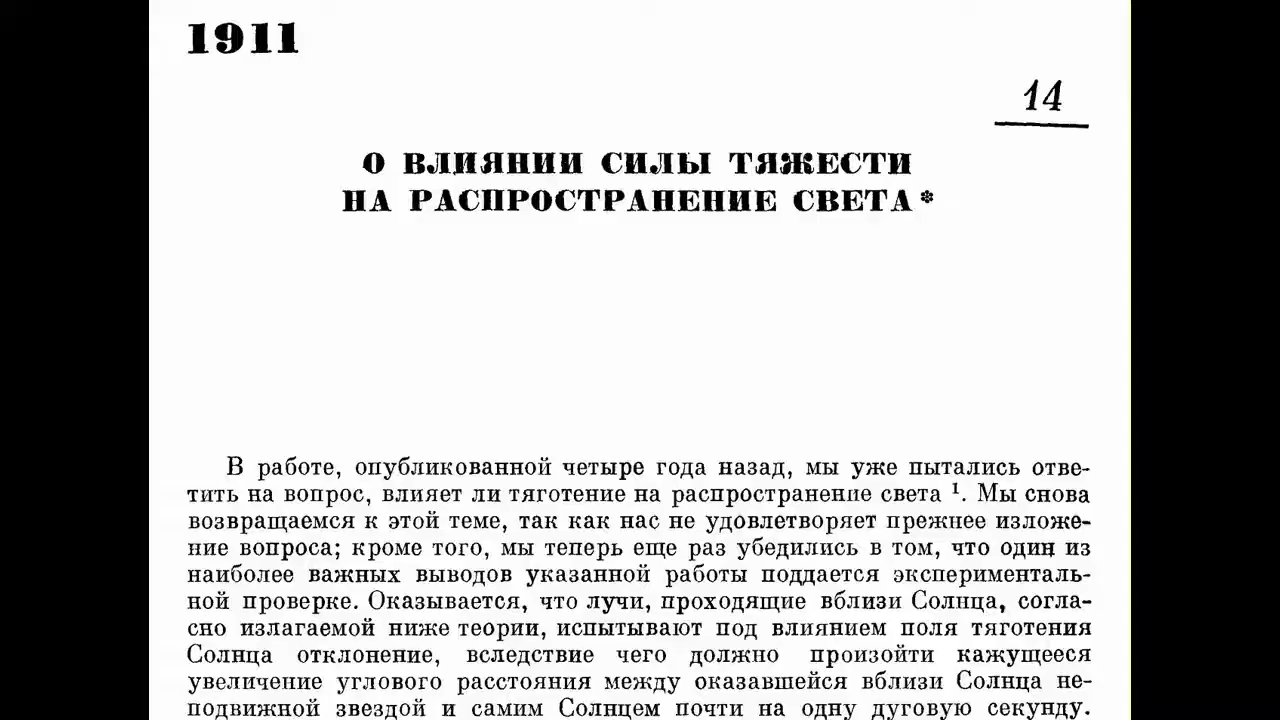 1911
14
О ВЛИЯНИИ СИЛЫ ТЯЖЕСТИ
НА РАСПРОСТРАНЕНИЕ СВЕТА*
В работе, опубликованной четыре года назад, мы уже пытались отве-
тить на вопрос, влияет ли тяготение на распространение света ¹. Мы снова
возвращаемся к этой теме, так как нас не удовлетворяет прежнее изложе-
ние вопроса; кроме того, мы теперь еще раз убедились в том, что один из
наиболее важных выводов указанной работы поддается эксперименталь-
ной проверке. Оказывается, что лучи, проходящие вблизи Солнца, согла-
сно излагаемой ниже теории, испытывают под влиянием поля тяготения
Солнца отклонение, вследствие чего должно произойти кажущееся
увеличение углового расстояния между оказавшейся вблизи Солнца не-
подвижной звездой и самим Солнцем почти на одну дуговую секунду.